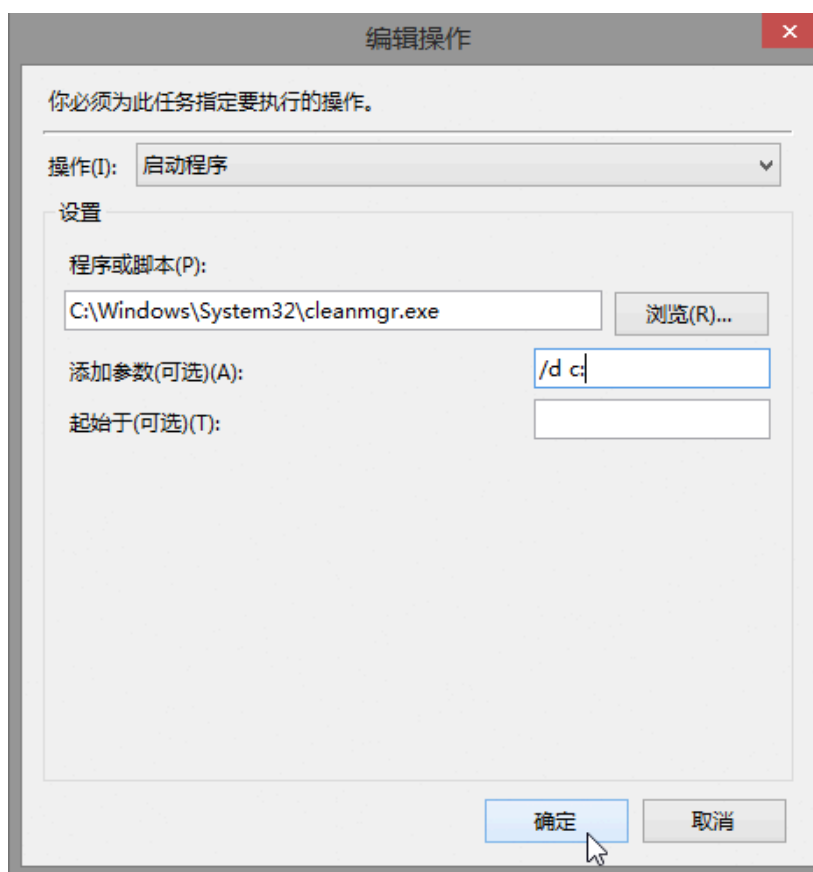 编辑操作
你必须为此任务指定要执行的操作。
操作(I): 启动程序
设置
程序或脚本(P):
C:\Windows\System32\cleanmgr.exe 浏览(R)...
添加参数(可选)(A): /d c:
起始于(可选)(T):
确定 取消